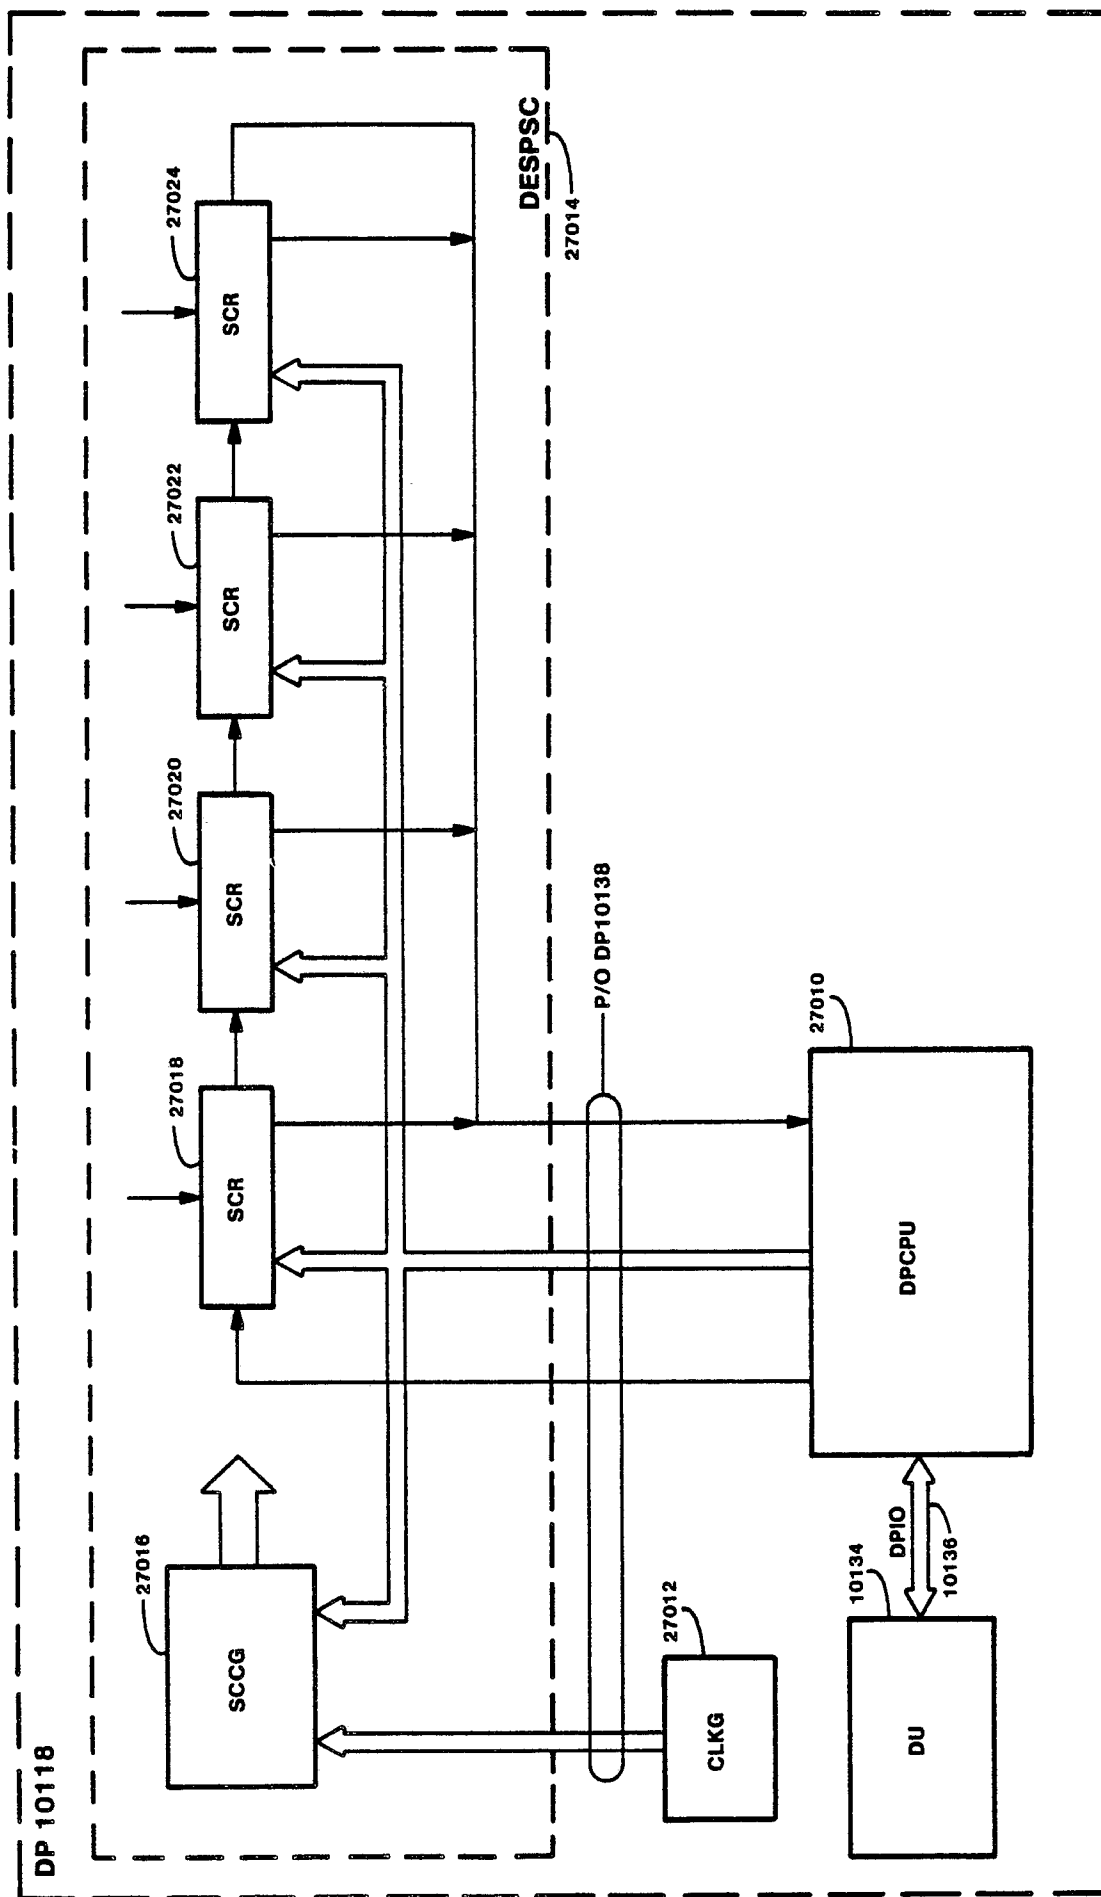 DP 10118
DESPSC
27014
27016
SCCG
27018
SCR
27020
SCR
27022
SCR
27024
SCR
P/O DP10138
27012
CLKG
27010
DPCPU
10134
DU
DPIO
10136